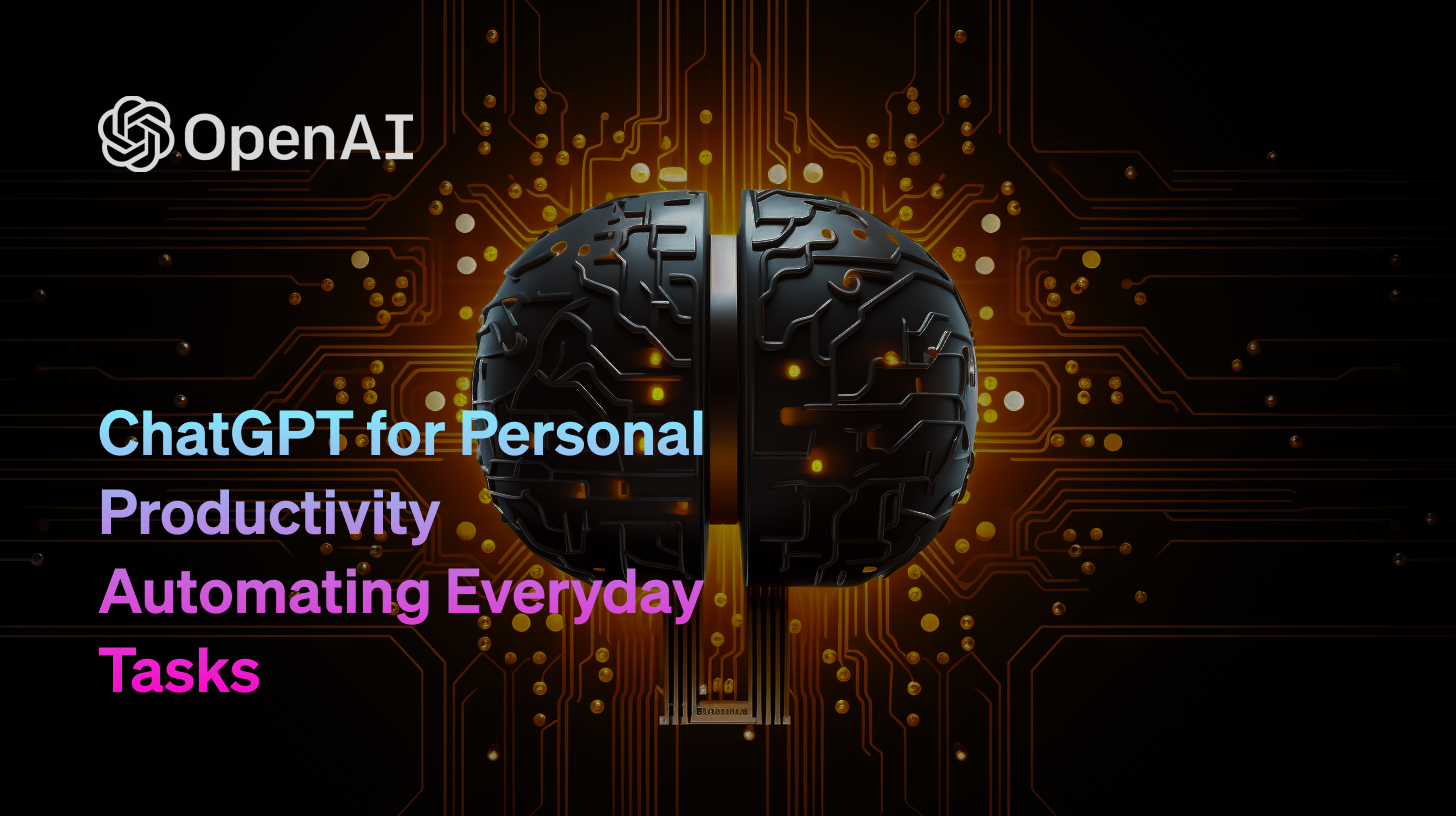 OpenAI
ChatGPT for Personal
Productivity
Automating Everyday
Tasks